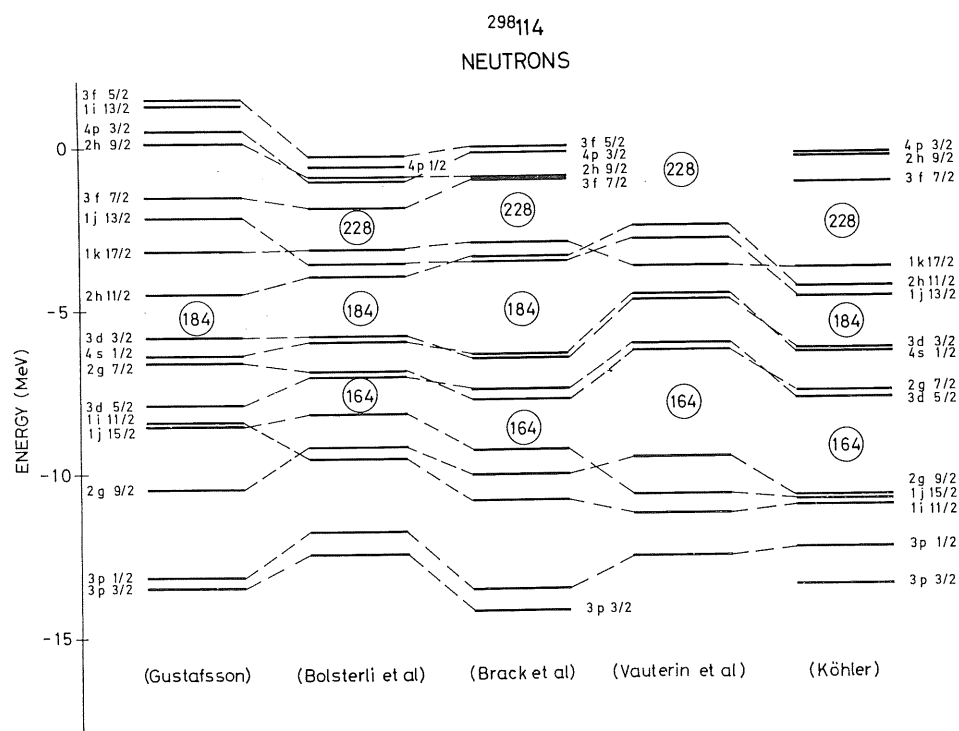 ²⁹⁸114
NEUTRONS
ENERGY (MeV)
0
-5
-10
-15
3f 5/2
1i 13/2
4p 3/2
2h 9/2
3f 7/2
1j 13/2
1k 17/2
2h 11/2
184
3d 3/2
4s 1/2
2g 7/2
3d 5/2
1i 11/2
1j 15/2
2g 9/2
3p 1/2
3p 3/2
(Gustafsson)
4p 1/2
228
184
164
(Bolsterli et al)
3f 5/2
4p 3/2
2h 9/2
3f 7/2
228
184
164
3p 3/2
(Brack et al)
228
164
(Vauterin et al)
4p 3/2
2h 9/2
3f 7/2
228
1k 17/2
2h 11/2
1j 13/2
184
3d 3/2
4s 1/2
2g 7/2
3d 5/2
164
2g 9/2
1j 15/2
1i 11/2
3p 1/2
3p 3/2
(Köhler)